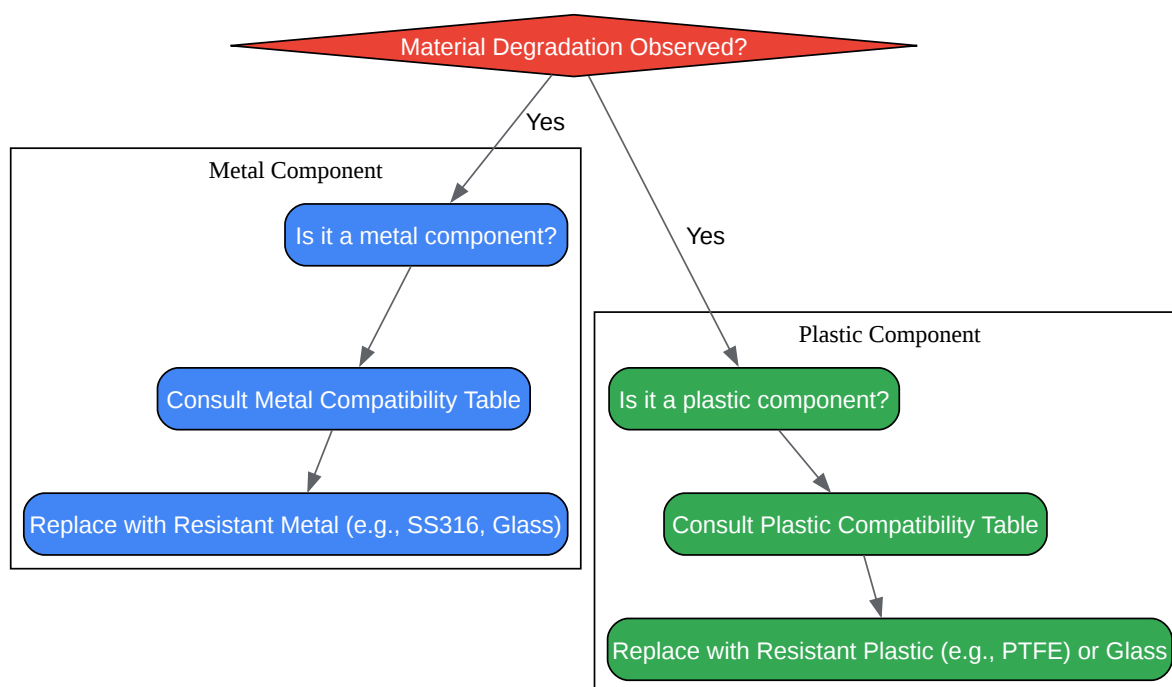 Material Degradation Observed?
Yes
Metal Component
Is it a metal component?
Consult Metal Compatibility Table
Replace with Resistant Metal (e.g., SS316, Glass)
Yes
Plastic Component
Is it a plastic component?
Consult Plastic Compatibility Table
Replace with Resistant Plastic (e.g., PTFE) or Glass